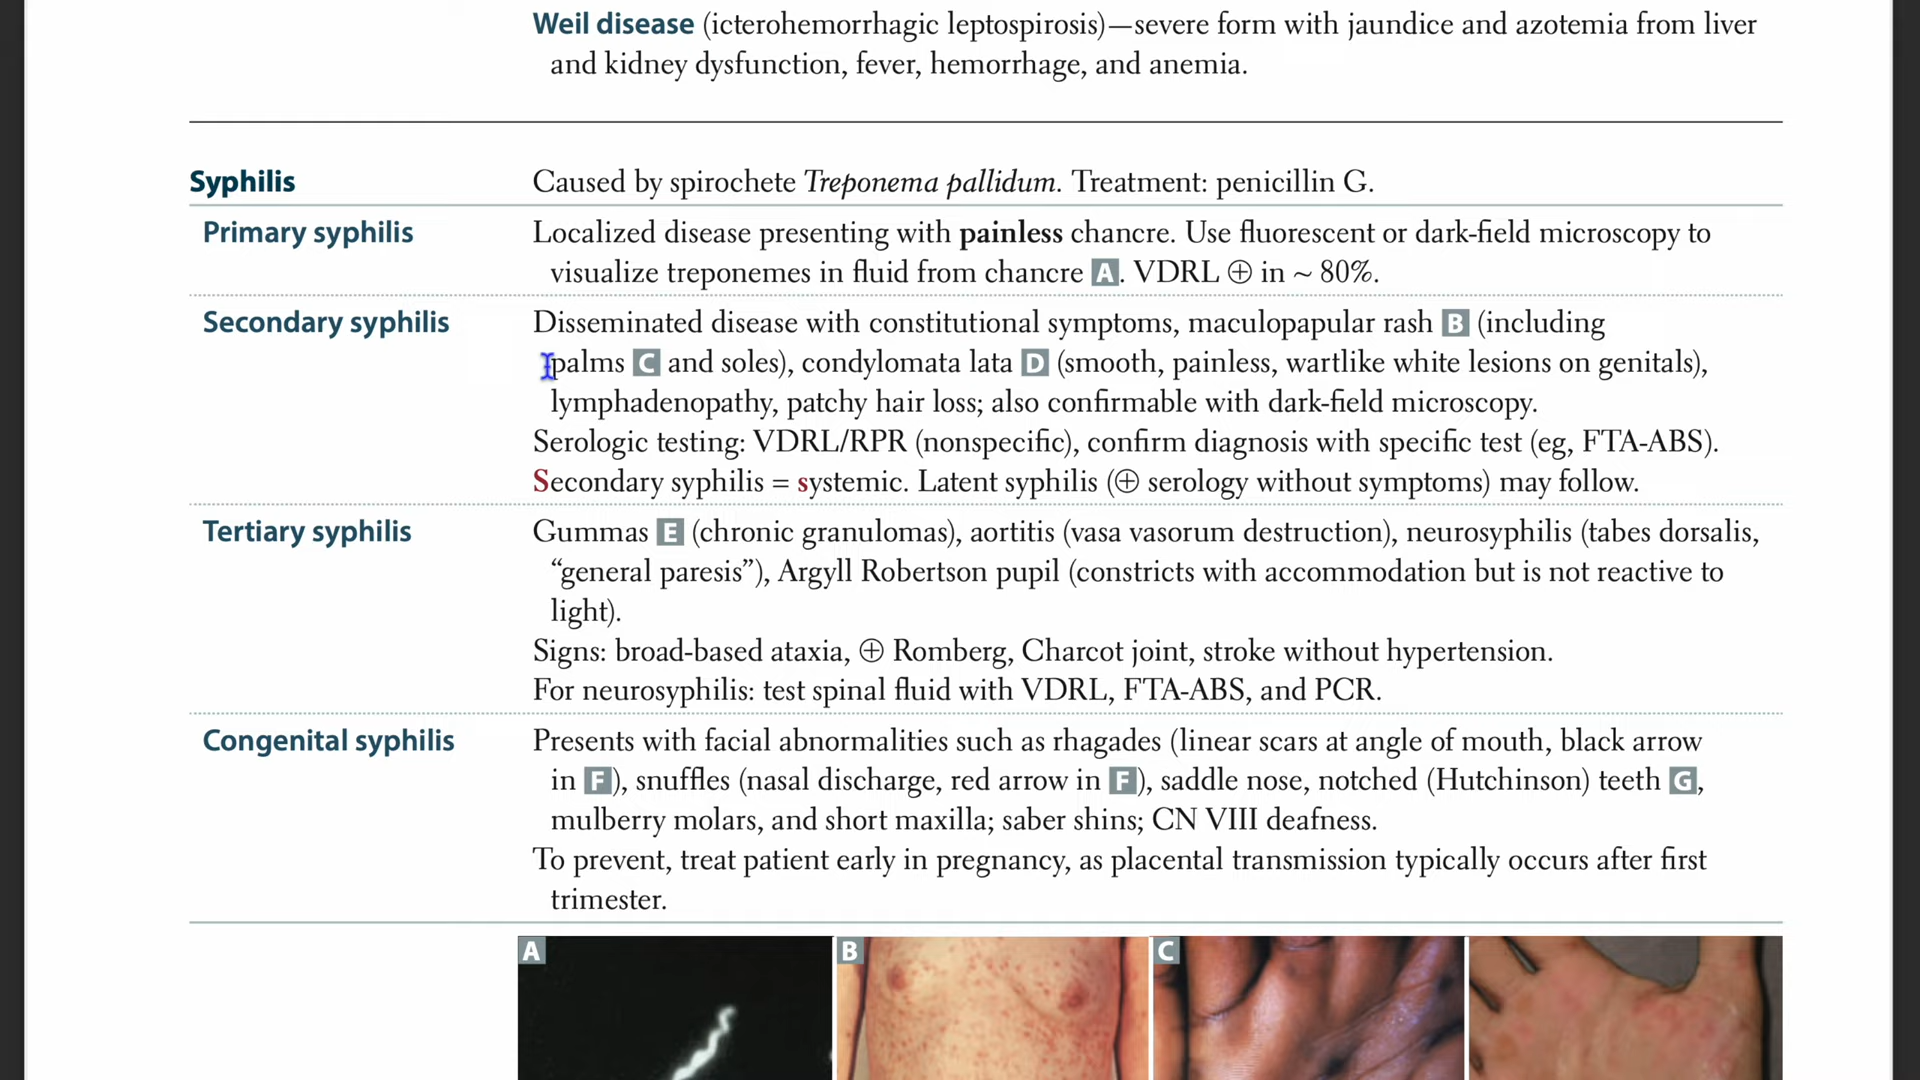 Weil disease (icterohemorrhagic leptospirosis)—severe form with jaundice and azotemia from liver
and kidney dysfunction, fever, hemorrhage, and anemia.
Syphilis
Caused by spirochete Treponema pallidum. Treatment: penicillin G.
Primary syphilis
Localized disease presenting with painless chancre. Use fluorescent or dark-field microscopy to
visualize treponemes in fluid from chancre A. VDRL ⊕ in ~ 80%.
Secondary syphilis
Disseminated disease with constitutional symptoms, maculopapular rash B (including
palms C and soles), condylomata lata D (smooth, painless, wartlike white lesions on genitals),
lymphadenopathy, patchy hair loss; also confirmable with dark-field microscopy.
Serologic testing: VDRL/RPR (nonspecific), confirm diagnosis with specific test (eg, FTA-ABS).
Secondary syphilis = systemic. Latent syphilis (⊕ serology without symptoms) may follow.
Tertiary syphilis
Gummas E (chronic granulomas), aortitis (vasa vasorum destruction), neurosyphilis (tabes dorsalis,
“general paresis”), Argyll Robertson pupil (constricts with accommodation but is not reactive to
light).
Signs: broad-based ataxia, ⊕ Romberg, Charcot joint, stroke without hypertension.
For neurosyphilis: test spinal fluid with VDRL, FTA-ABS, and PCR.
Congenital syphilis
Presents with facial abnormalities such as rhagades (linear scars at angle of mouth, black arrow
in F), snuffles (nasal discharge, red arrow in F), saddle nose, notched (Hutchinson) teeth G,
mulberry molars, and short maxilla; saber shins; CN VIII deafness.
To prevent, treat patient early in pregnancy, as placental transmission typically occurs after first
trimester.
A B C